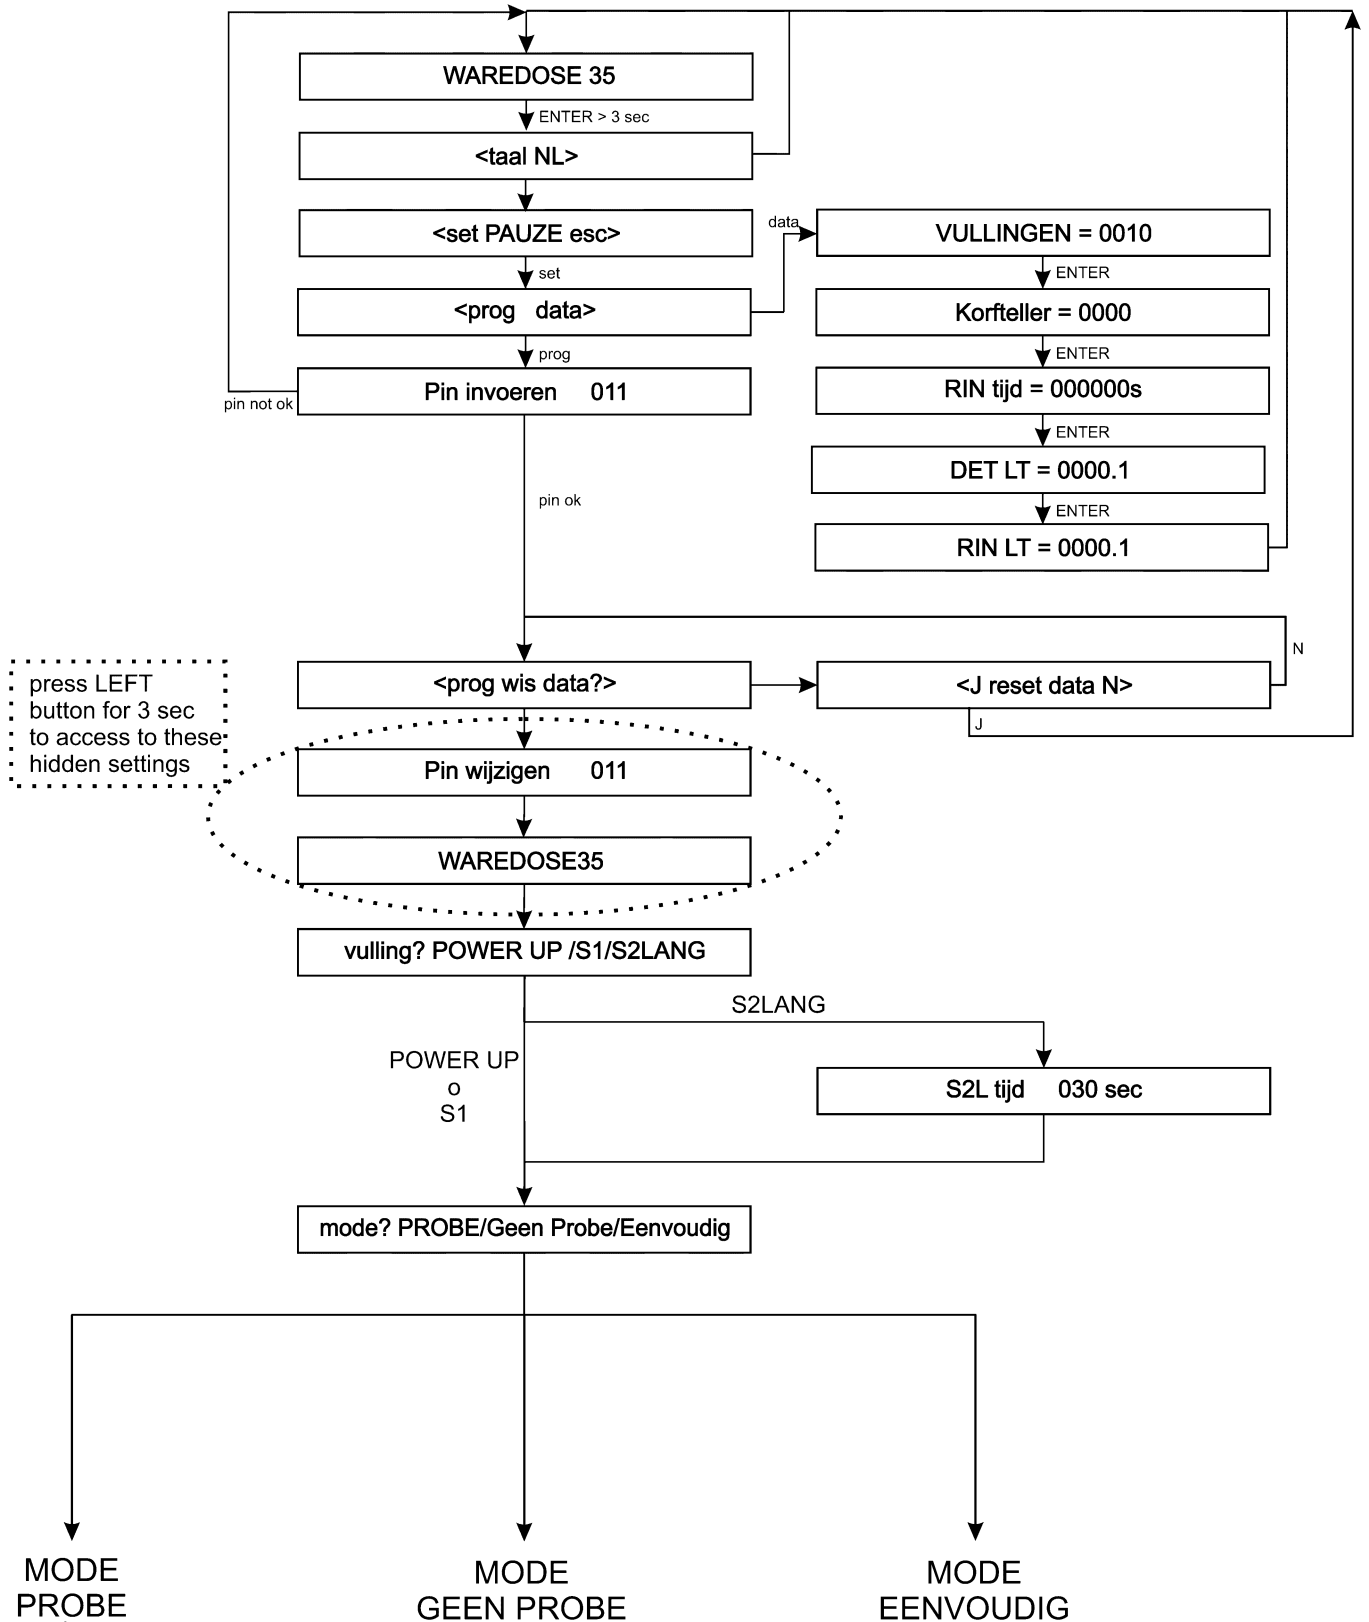 WAREDOSE 35
ENTER > 3 sec
<taal NL>
<set PAUZE esc>
set
<prog data>
data
prog
Pin invoeren 011
pin not ok
pin ok
VULLINGEN = 0010
ENTER
Korfteller = 0000
ENTER
RIN tijd = 000000s
ENTER
DET LT = 0000.1
ENTER
RIN LT = 0000.1
<prog wis data?>
<J reset data N>
N
J
press LEFT
button for 3 sec
to access to these
hidden settings
Pin wijzigen 011
WAREDOSE35
vulling? POWER UP /S1/S2LANG
S2LANG
POWER UP
o
S1
S2L tijd 030 sec
mode? PROBE/Geen Probe/Eenvoudig
MODE
PROBE
MODE
GEEN PROBE
MODE
EENVOUDIG